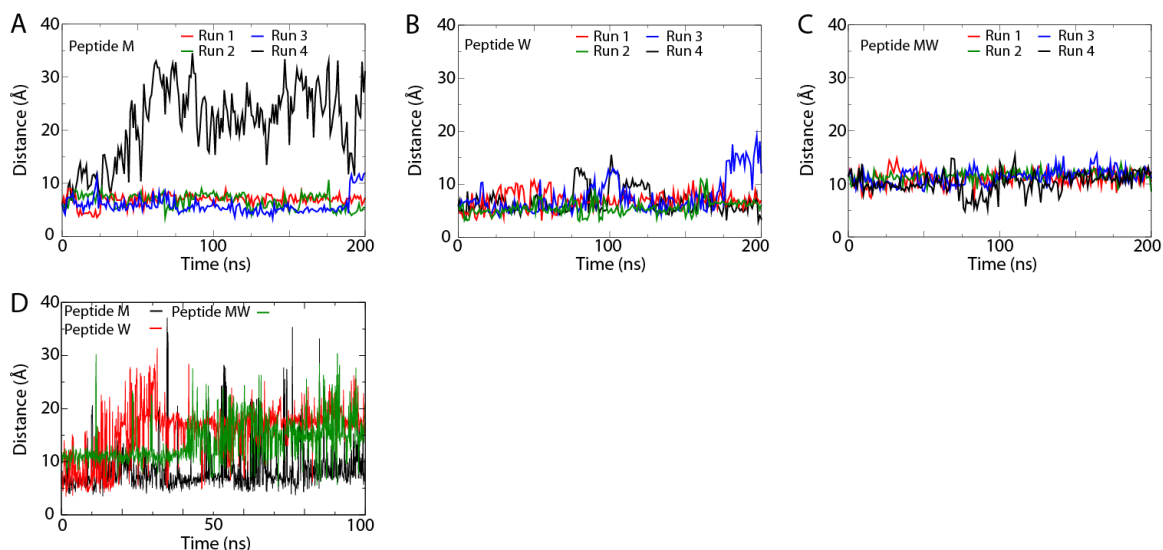 A
Peptide M
Run 1
Run 3
Run 2
Run 4
Distance (Å)
40
30
20
10
0
0
100
200
Time (ns)
B
Peptide W
Run 1
Run 3
Run 2
Run 4
Distance (Å)
40
30
20
10
0
0
100
200
Time (ns)
C
Peptide MW
Run 1
Run 3
Run 2
Run 4
Distance (Å)
40
30
20
10
0
0
100
200
Time (ns)
D
Peptide M
Peptide MW
Peptide W
Distance (Å)
40
30
20
10
0
0
50
100
Time (ns)